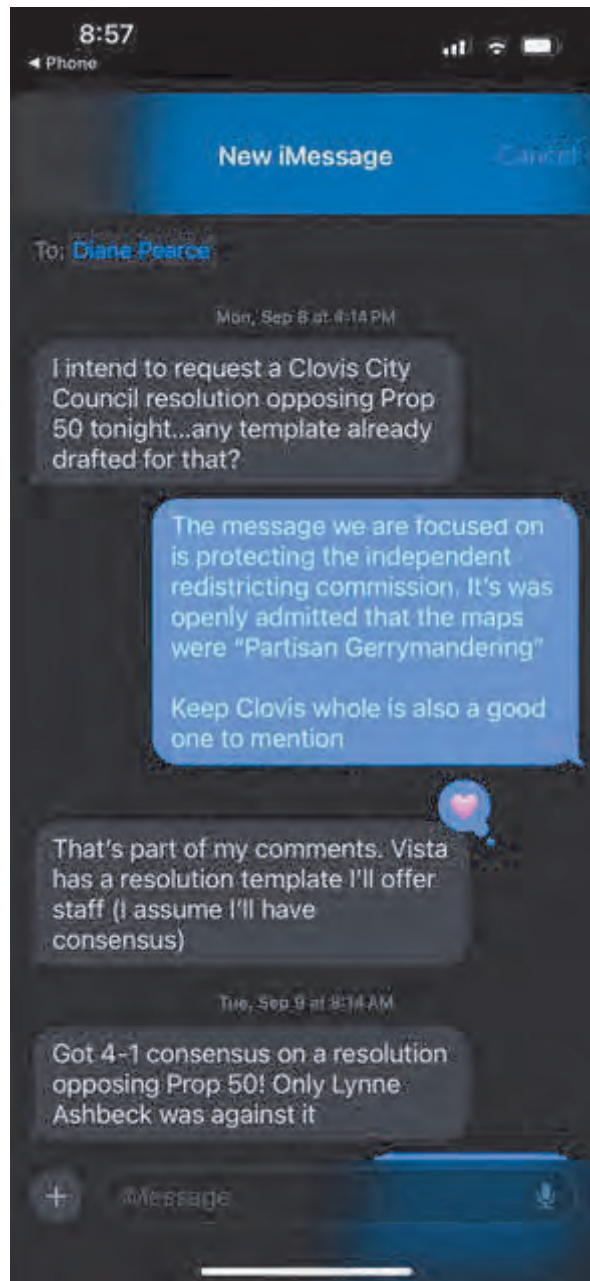 8:57
◀ Phone
New iMessage
Cancel
To: Diane Pearce
Mon, Sep 8 at 4:14 PM
I intend to request a Clovis City
Council resolution opposing Prop
50 tonight...any template already
drafted for that?
The message we are focused on
is protecting the independent
redistricting commission. It's was
openly admitted that the maps
were “Partisan Gerrymandering”
Keep Clovis whole is also a good
one to mention
That's part of my comments. Vista
has a resolution template I'll offer
staff (I assume I'll have
consensus)
Tue, Sep 9 at 8:14 AM
Got 4-1 consensus on a resolution
opposing Prop 50! Only Lynne
Ashbeck was against it
iMessage